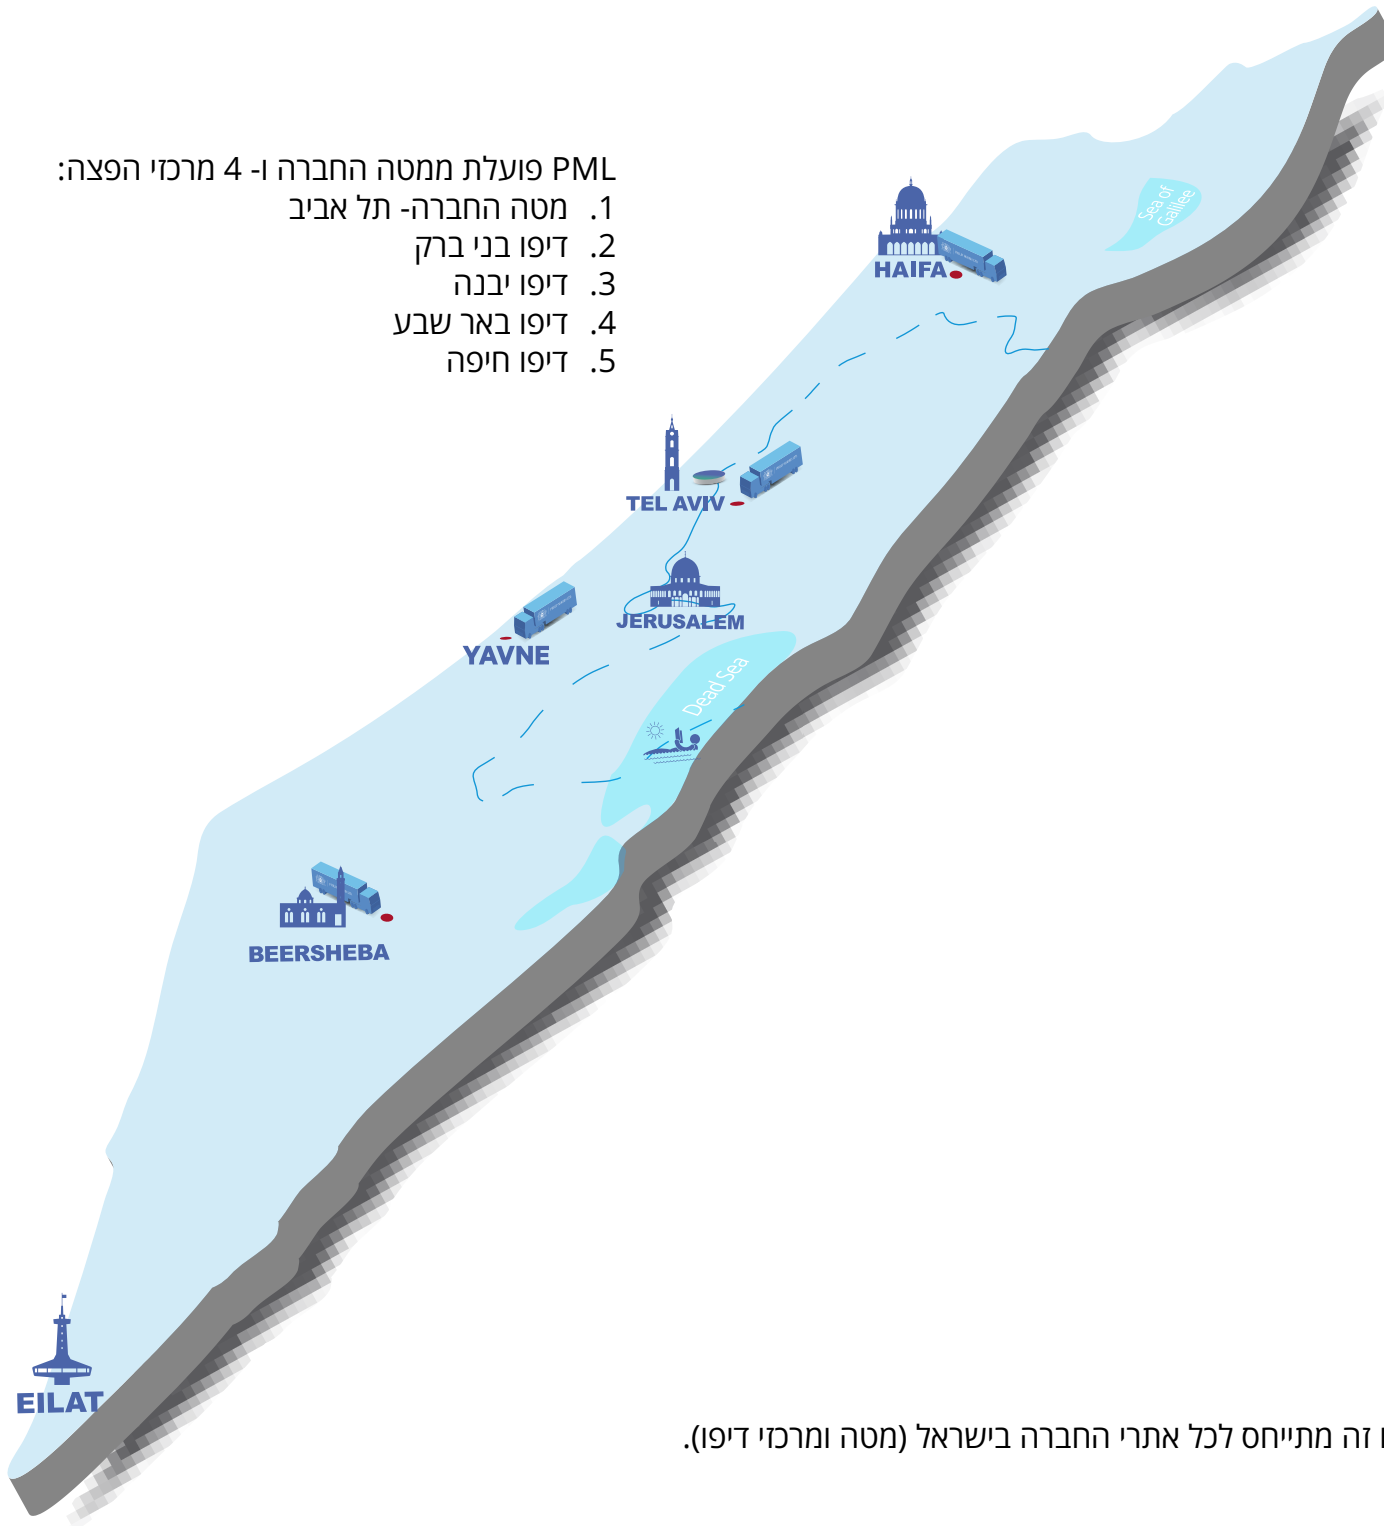 PML פועלת ממטה החברה ו- 4 מרכזי הפצה:
1. מטה החברה- תל אביב
2. דיפו בני ברק
3. דיפו יבנה
4. דיפו באר שבע
5. דיפו חיפה
Sea of
Galilee
HAIFA
TEL AVIV
JERUSALEM
YAVNE
Dead Sea
BEERSHEBA
EILAT
זה מתייחס לכל אתרי החברה בישראל (מטה ומרכזי דיפו).